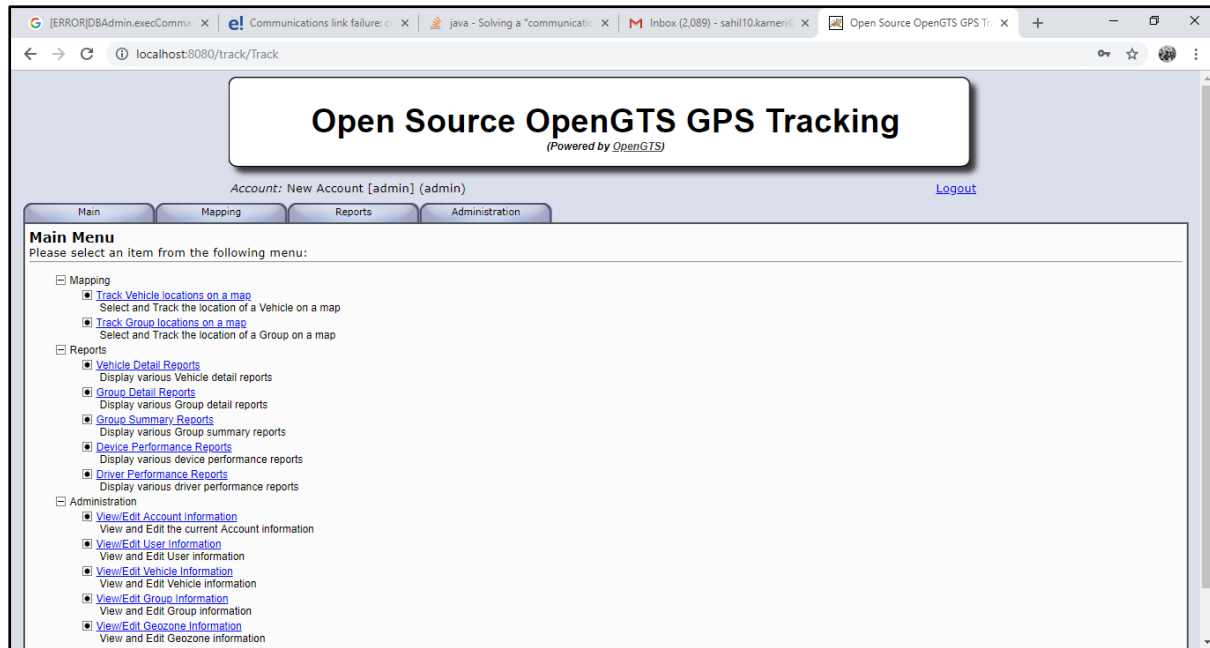 [ERROR|DBAdmin.execComma
Communications link failure: co
java - Solving a "communicatio
Inbox (2,089) - sahil10.karneri
Open Source OpenGTS GPS Tr
localhost:8080/track/Track
Open Source OpenGTS GPS Tracking
(Powered by OpenGTS)
Account: New Account [admin] (admin)
Logout
Main
Mapping
Reports
Administration
Main Menu
Please select an item from the following menu:
Mapping
Track Vehicle locations on a map
Select and Track the location of a Vehicle on a map
Track Group locations on a map
Select and Track the location of a Group on a map
Reports
Vehicle Detail Reports
Display various Vehicle detail reports
Group Detail Reports
Display various Group detail reports
Group Summary Reports
Display various Group summary reports
Device Performance Reports
Display various device performance reports
Driver Performance Reports
Display various driver performance reports
Administration
View/Edit Account Information
View and Edit the current Account information
View/Edit User Information
View and Edit User information
View/Edit Vehicle Information
View and Edit Vehicle information
View/Edit Group Information
View and Edit Group information
View/Edit Geozone Information
View and Edit Geozone information